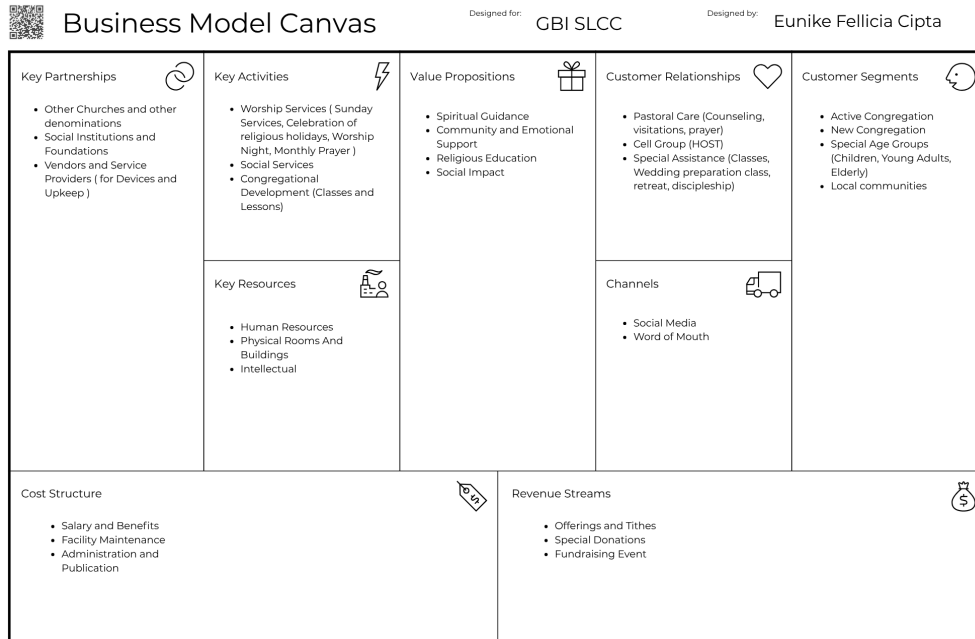 Business Model Canvas
Designed for:
GBI SLCC
Designed by:
Eunike Fellicia Cipta
Key Partnerships
• Other Churches and other
denominations
• Social Institutions and
Foundations
• Vendors and Service
Providers ( for Devices and
Upkeep )
Key Activities
• Worship Services ( Sunday
Services, Celebration of
religious holidays, Worship
Night, Monthly Prayer )
• Social Services
• Congregational
Development (Classes and
Lessons)
Key Resources
• Human Resources
• Physical Rooms And
Buildings
• Intellectual
Value Propositions
• Spiritual Guidance
• Community and Emotional
Support
• Religious Education
• Social Impact
Customer Relationships
• Pastoral Care (Counseling,
visitations, prayer)
• Cell Group (HOST)
• Special Assistance (Classes,
Wedding preparation class,
retreat, discipleship)
Channels
• Social Media
• Word of Mouth
Customer Segments
• Active Congregation
• New Congregation
• Special Age Groups
(Children, Young Adults,
Elderly)
• Local communities
Cost Structure
• Salary and Benefits
• Facility Maintenance
• Administration and
Publication
Revenue Streams
• Offerings and Tithes
• Special Donations
• Fundraising Event